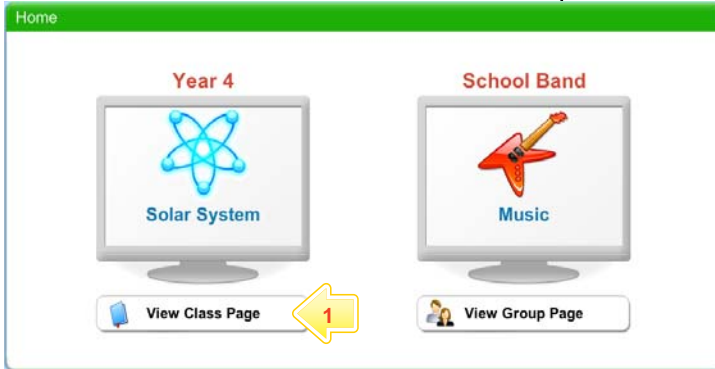 Home
Year 4
School Band
Solar System
Music
View Class Page
1
View Group Page